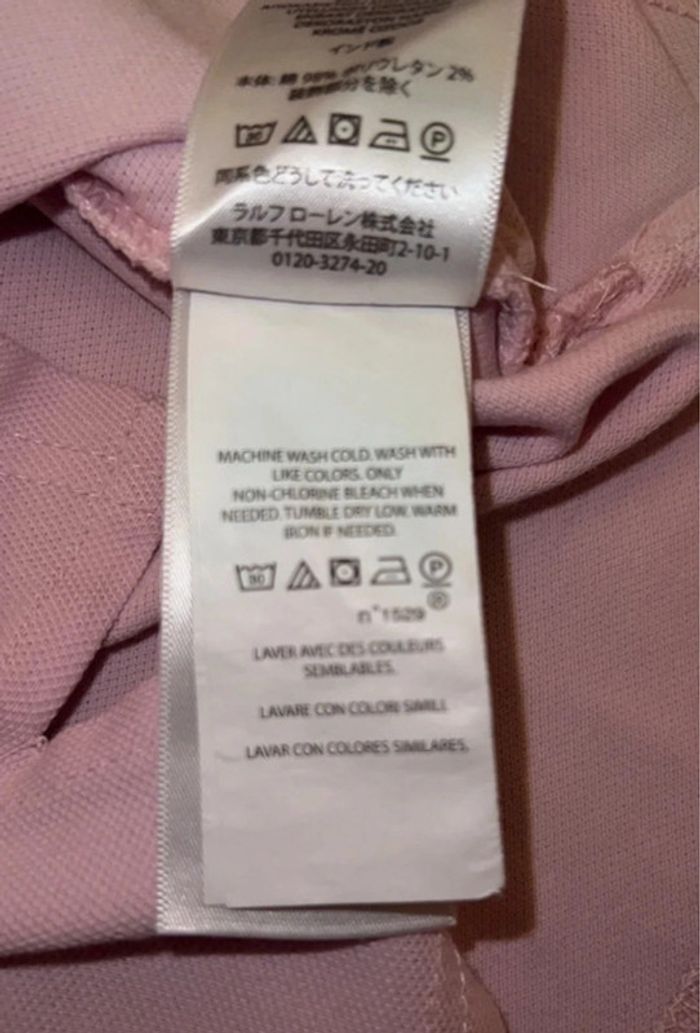 ЭКСКЛЮЗИВ
DEKORASYON
KROME
インド製
本体: 綿 98% ポリウレタン 2%
装飾部分を除く
30 P
同系色どうしで洗ってください
ラルフ ローレン株式会社
東京都千代田区永田町2-10-1
0120-3274-20
MACHINE WASH COLD. WASH WITH
LIKE COLORS. ONLY
NON-CHLORINE BLEACH WHEN
NEEDED. TUMBLE DRY LOW. WARM
IRON IF NEEDED.
30 P
®
n°1529
LAVER AVEC DES COULEURS
SEMBLABLES.
LAVARE CON COLORI SIMILI.
LAVAR CON COLORES SIMILARES.